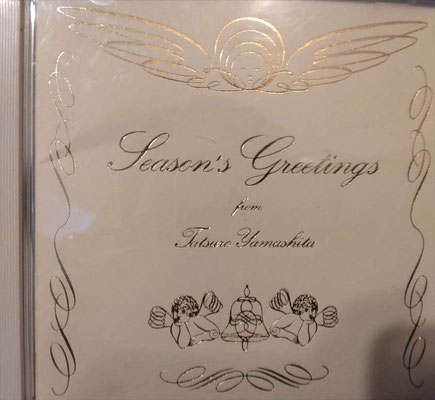 Season's Greetings
from
Tatsuro Yamashita